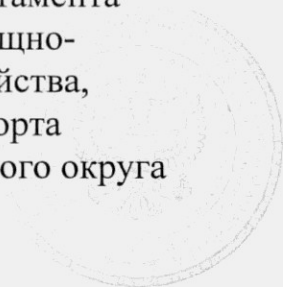 тамента
щно-
йства,
орта
ого округа